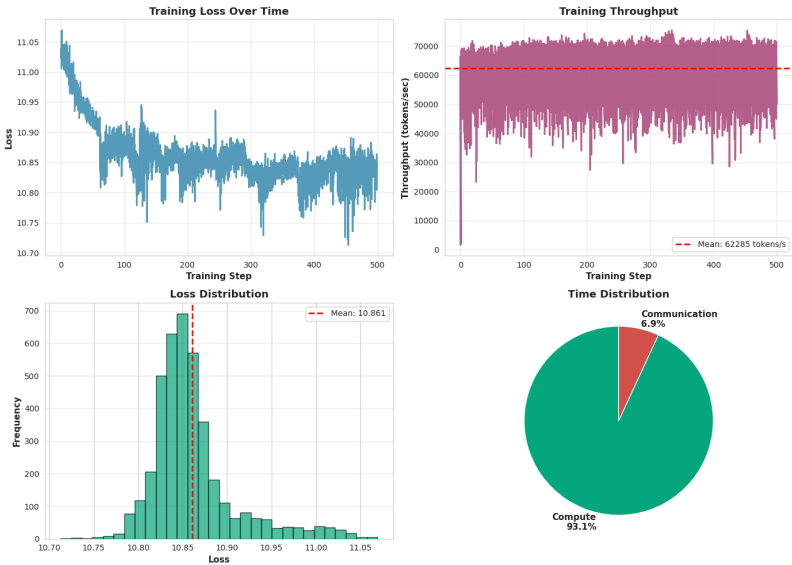 Training Loss Over Time
11.05
11.00
10.95
10.90
10.85
10.80
10.75
10.70
Loss
0 100 200 300 400 500
Training Step
Training Throughput
70000
60000
50000
40000
30000
20000
10000
0
Throughput (tokens/sec)
Mean: 62285 tokens/s
0 100 200 300 400 500
Training Step
Loss Distribution
700
600
500
400
300
200
100
0
Frequency
Mean: 10.861
10.70 10.75 10.80 10.85 10.90 10.95 11.00 11.05
Loss
Time Distribution
Communication
6.9%
Compute
93.1%